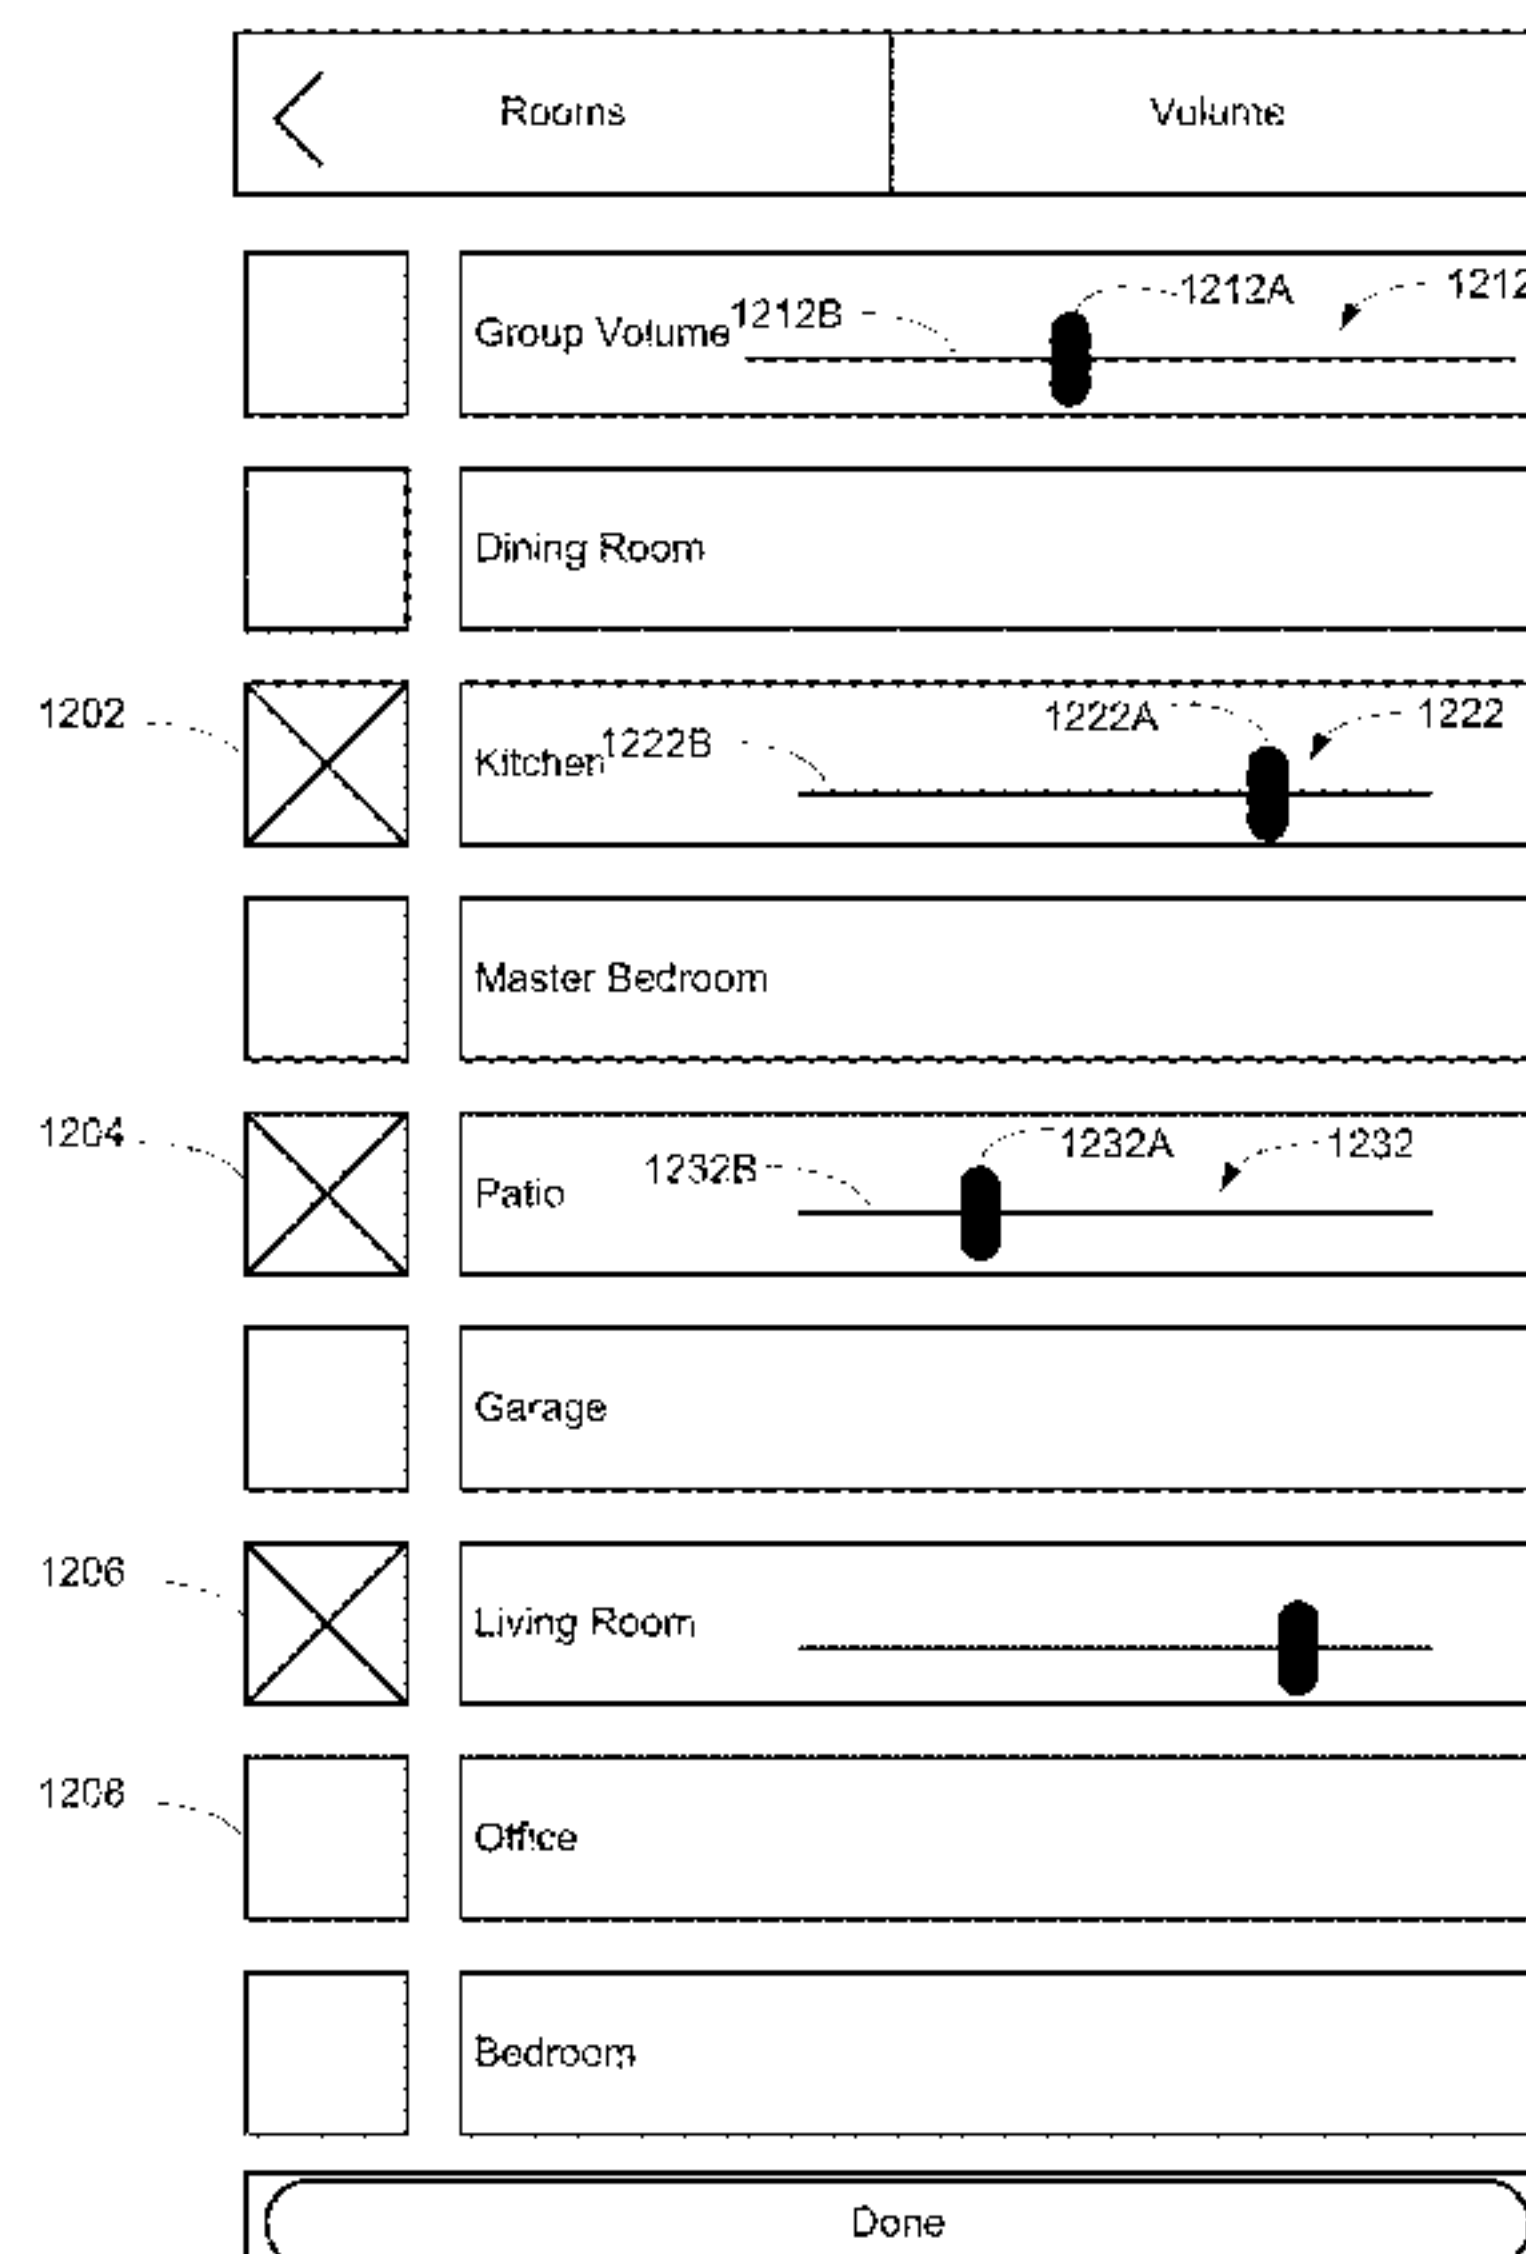 Rooms Volume
1212A 1212
1212B
Group Volume
Dining Room
1202 1222A 1222
1222B
Kitchen
Master Bedroom
1204 1232A 1232
1232B
Patio
Garage
1206
Living Room
1208
Office
Bedroom
Done